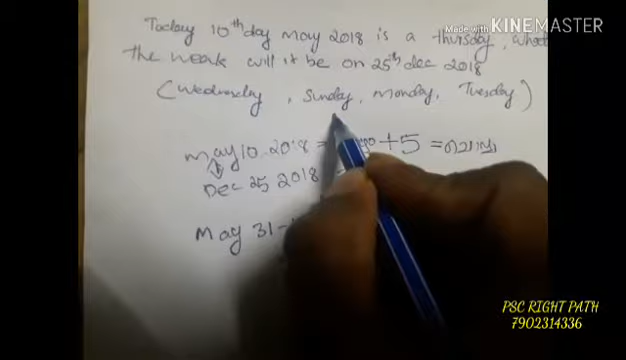 Made with KINEMASTER
Today 10th day May 2018 is a thursday, what
the weak will it be on 25th dec 2018
(Wednesday, Sunday, Monday, Tuesday)
May 10 2018 = +5 =
Dec 25 2018
May 31 -
PSC RIGHT PATH
7902314336